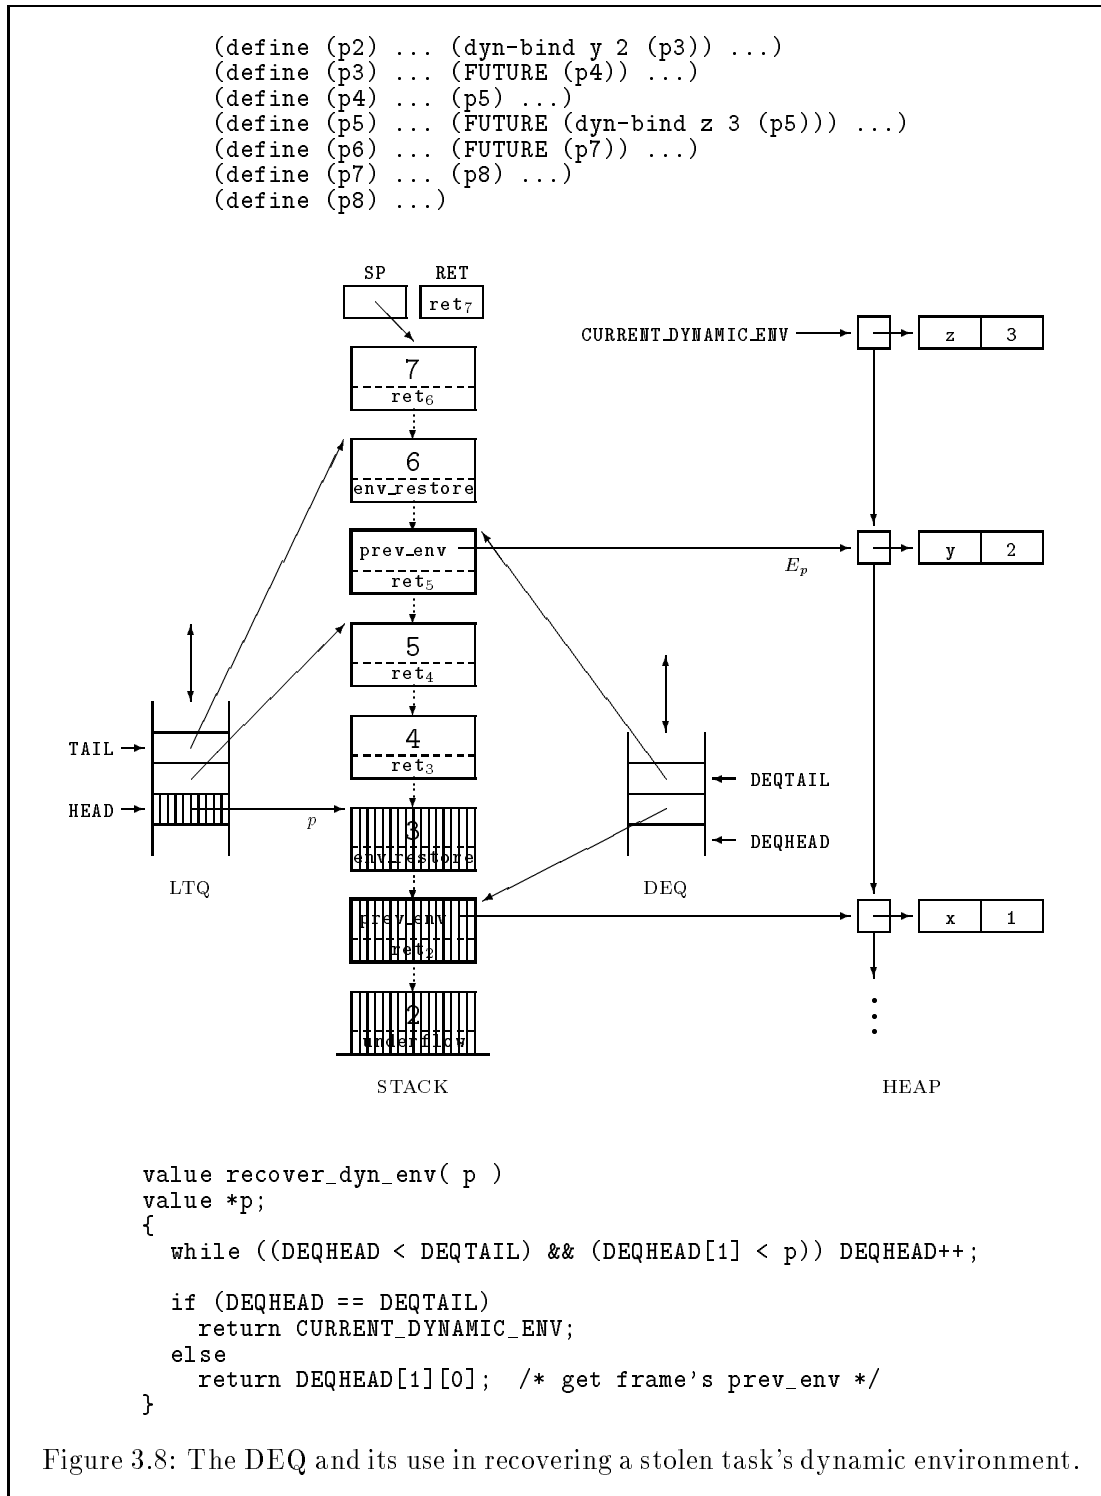 (define (p2) ... (dyn-bind y 2 (p3)) ...)
(define (p3) ... (FUTURE (p4)) ...)
(define (p4) ... (p5) ...)
(define (p5) ... (FUTURE (dyn-bind z 3 (p5))) ...)
(define (p6) ... (FUTURE (p7)) ...)
(define (p7) ... (p8) ...)
(define (p8) ...)
SP RET
ret7
CURRENT_DYNAMIC_ENV z 3
7
ret6
6
env_restore
prev_env
Ep
y 2
ret5
5
ret4
4
ret3
TAIL
HEAD
p
DEQTAIL
DEQHEAD
3
env_restore
LTQ
DEQ
prev_env
ret2
x 1
2
underflow
STACK
HEAP
value recover_dyn_env( p )
value *p;
{
while ((DEQHEAD < DEQTAIL) && (DEQHEAD[1] < p)) DEQHEAD++;
if (DEQHEAD == DEQTAIL)
return CURRENT_DYNAMIC_ENV;
else
return DEQHEAD[1][0]; /* get frame's prev_env */
}
Figure 3.8: The DEQ and its use in recovering a stolen task's dynamic environment.